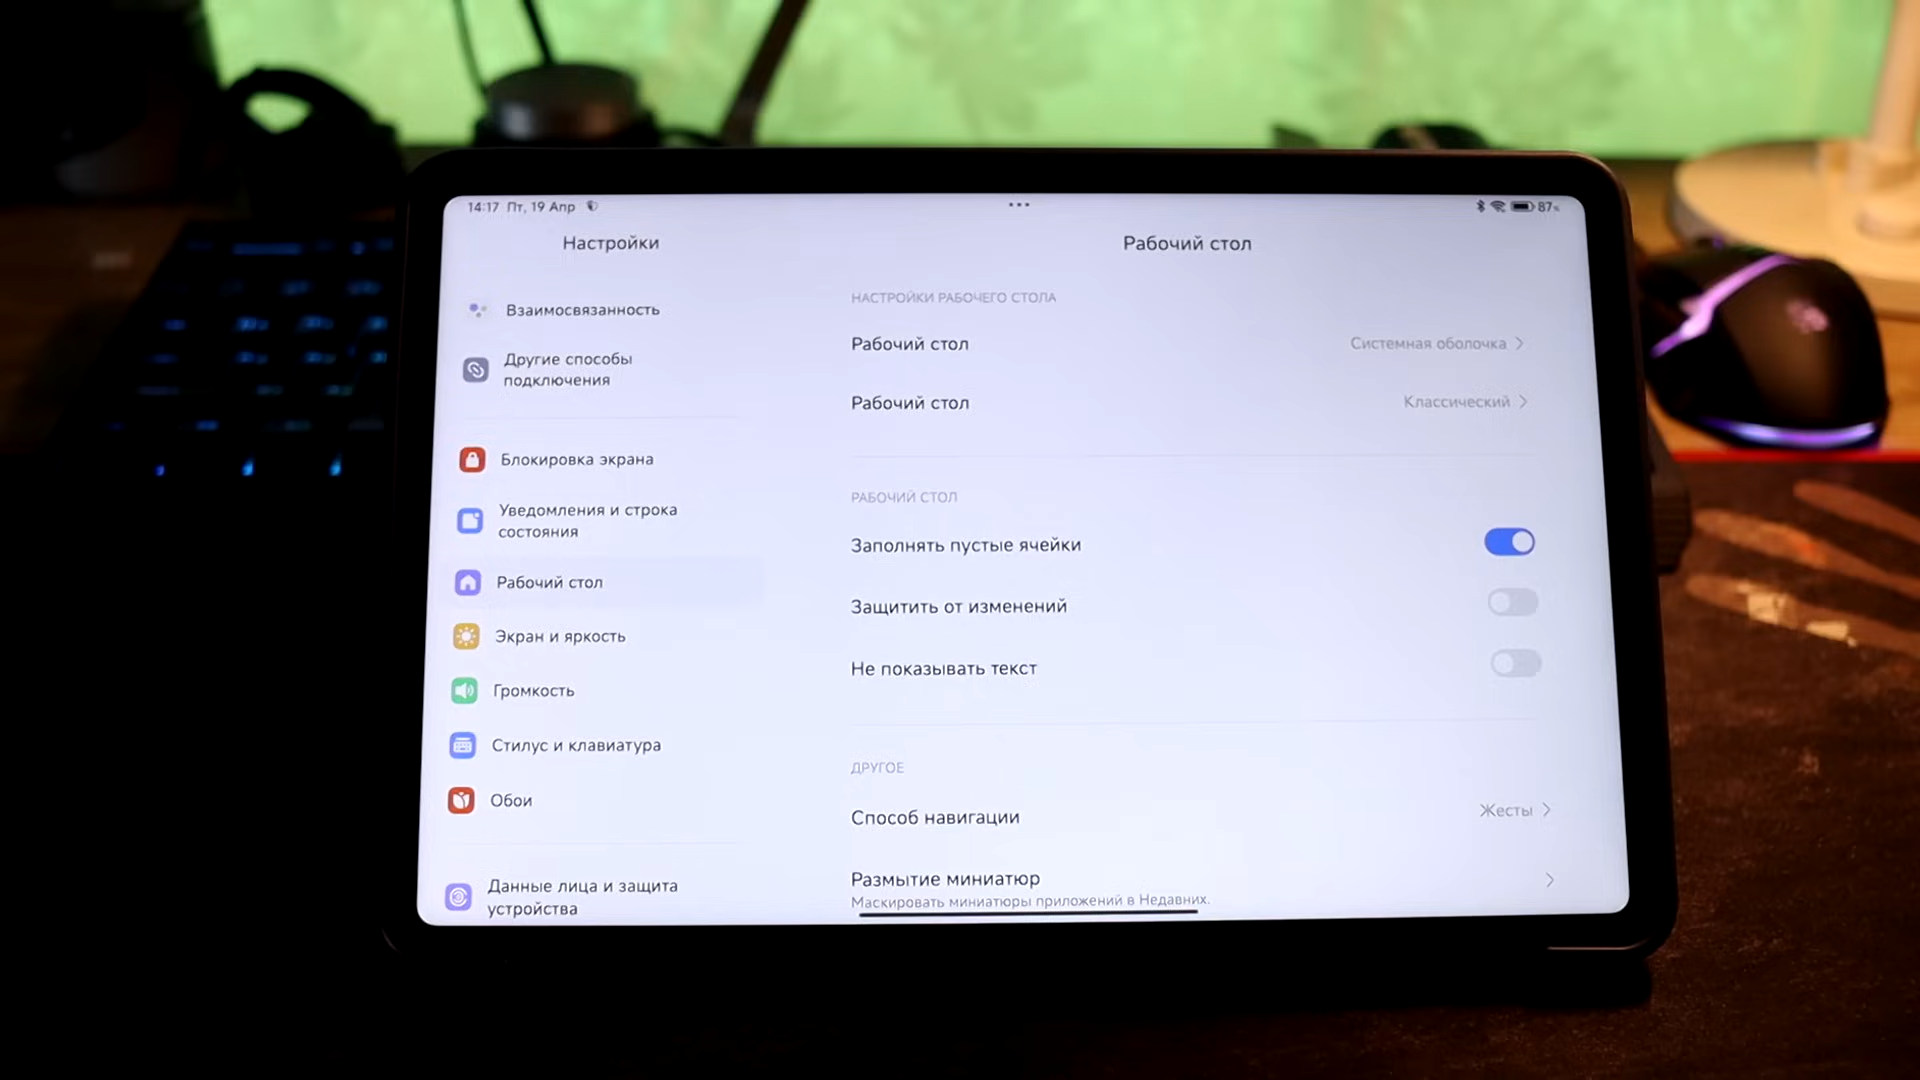 14:17 Пт, 19 Апр
87%
Настройки
Взаимосвязанность
Другие способы
подключения
Блокировка экрана
Уведомления и строка
состояния
Рабочий стол
Экран и яркость
Громкость
Стилус и клавиатура
Обои
Данные лица и защита
устройства
Рабочий стол
НАСТРОЙКИ РАБОЧЕГО СТОЛА
Рабочий стол Системная оболочка
Рабочий стол Классический
РАБОЧИЙ СТОЛ
Заполнять пустые ячейки
Защитить от изменений
Не показывать текст
ДРУГОЕ
Способ навигации Жесты
Размытие миниатюр
Маскировать миниатюры приложений в Недавних.